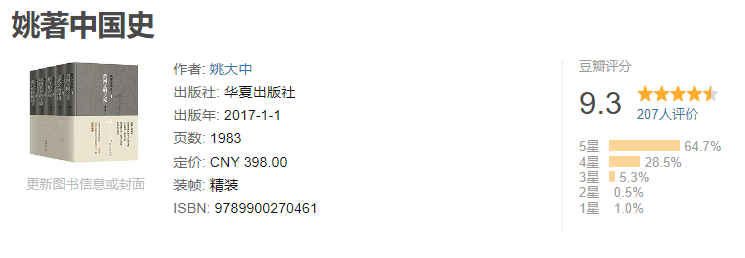 姚著中国史
作者: 姚大中
出版社: 华夏出版社
出版年: 2017-1-1
页数: 1983
定价: CNY 398.00
装帧: 精装
ISBN: 9789900270461
更新图书信息或封面
豆瓣评分
9.3
207人评价
5星 64.7%
4星 28.5%
3星 5.3%
2星 0.5%
1星 1.0%